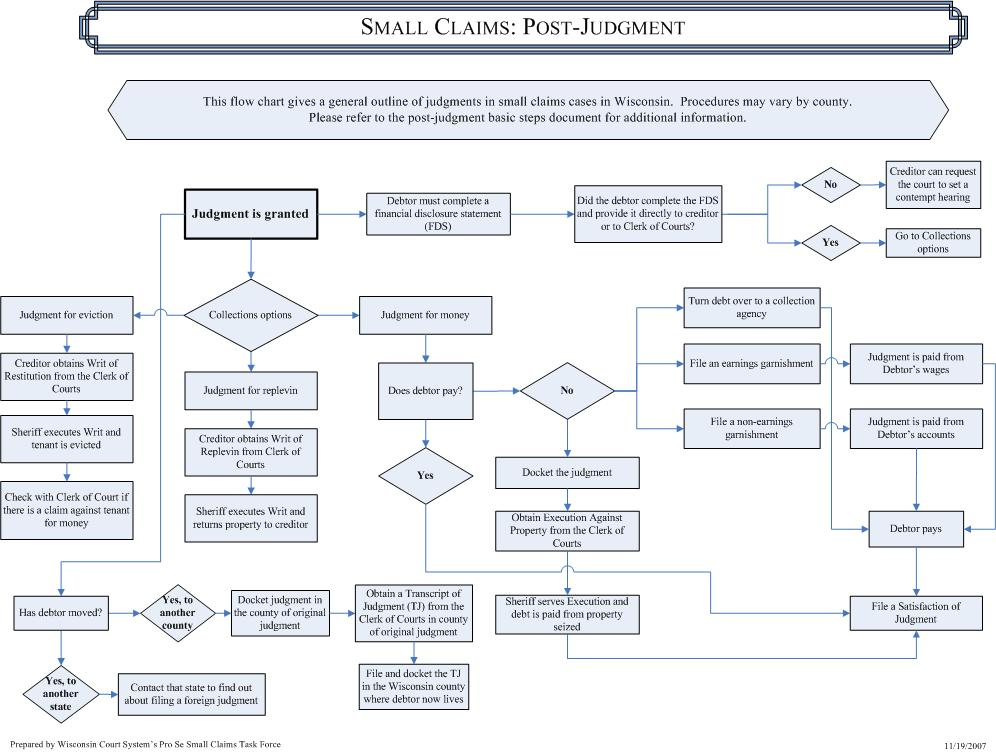 SMALL CLAIMS: POST-JUDGMENT
This flow chart gives a general outline of judgments in small claims cases in Wisconsin.  Procedures may vary by county.
Please refer to the post-judgment basic steps document for additional information.
Judgment is granted
Debtor must complete a
financial disclosure statement
(FDS)
Did the debtor complete the FDS
and provide it directly to creditor
or to Clerk of Courts?
No
Creditor can request
the court to set a
contempt hearing
Yes
Go to Collections
options
Judgment for eviction
Collections options
Judgment for money
Creditor obtains Writ of
Restitution from the Clerk of
Courts
Sheriff executes Writ and
tenant is evicted
Check with Clerk of Court if
there is a claim against tenant
for money
Judgment for replevin
Creditor obtains Writ of
Replevin from Clerk of
Courts
Sheriff executes Writ and
returns property to creditor
Does debtor pay?
Yes
No
Turn debt over to a collection
agency
File an earnings garnishment
Judgment is paid from
Debtor's wages
File a non-earnings
garnishment
Judgment is paid from
Debtor's accounts
Docket the judgment
Obtain Execution Against
Property from the Clerk of
Courts
Sheriff serves Execution and
debt is paid from property
seized
Debtor pays
File a Satisfaction of
Judgment
Has debtor moved?
Yes, to
another
county
Docket judgment in
the county of original
judgment
Obtain a Transcript of
Judgment (TJ) from the
Clerk of Courts in county
of original judgment
File and docket the TJ
in the Wisconsin county
where debtor now lives
Yes, to
another
state
Contact that state to find out
about filing a foreign judgment
Prepared by Wisconsin Court System's Pro Se Small Claims Task Force
11/19/2007